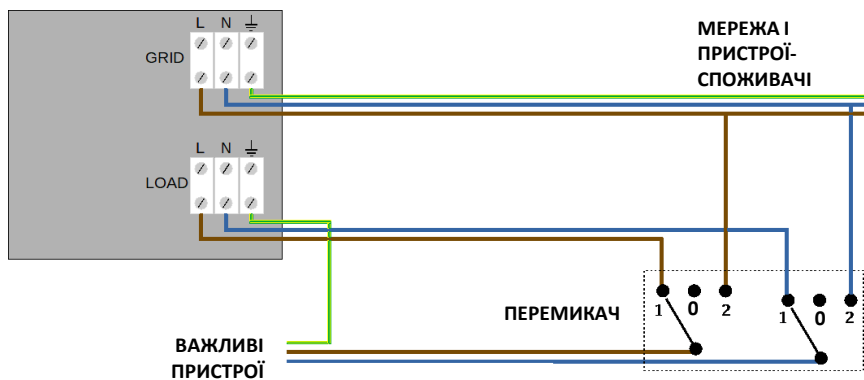 L N
GRID
МЕРЕЖА І
ПРИСТРОЇ-
СПОЖИВАЧІ
L N
LOAD
1 0 2 1 0 2
ПЕРЕМИКАЧ
ВАЖЛИВІ
ПРИСТРОЇ